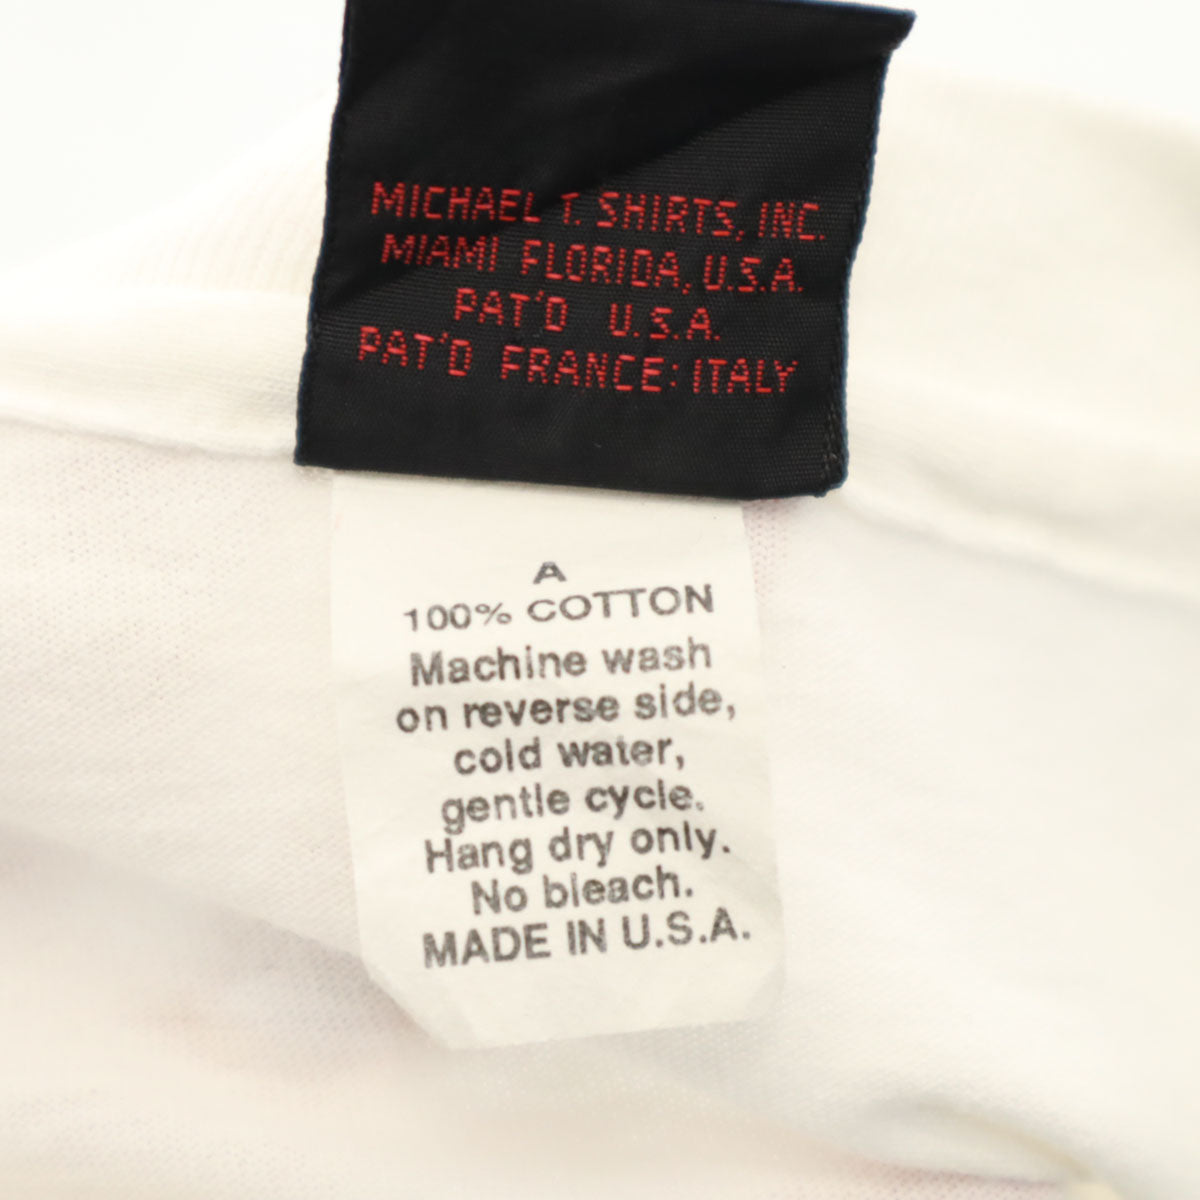 MICHAEL T. SHIRTS, INC.
MIAMI FLORIDA, U.S.A.
PAT'D U.S.A.
PAT'D FRANCE: ITALY
A
100% COTTON
Machine wash
on reverse side,
cold water,
gentle cycle.
Hang dry only.
No bleach.
MADE IN U.S.A.